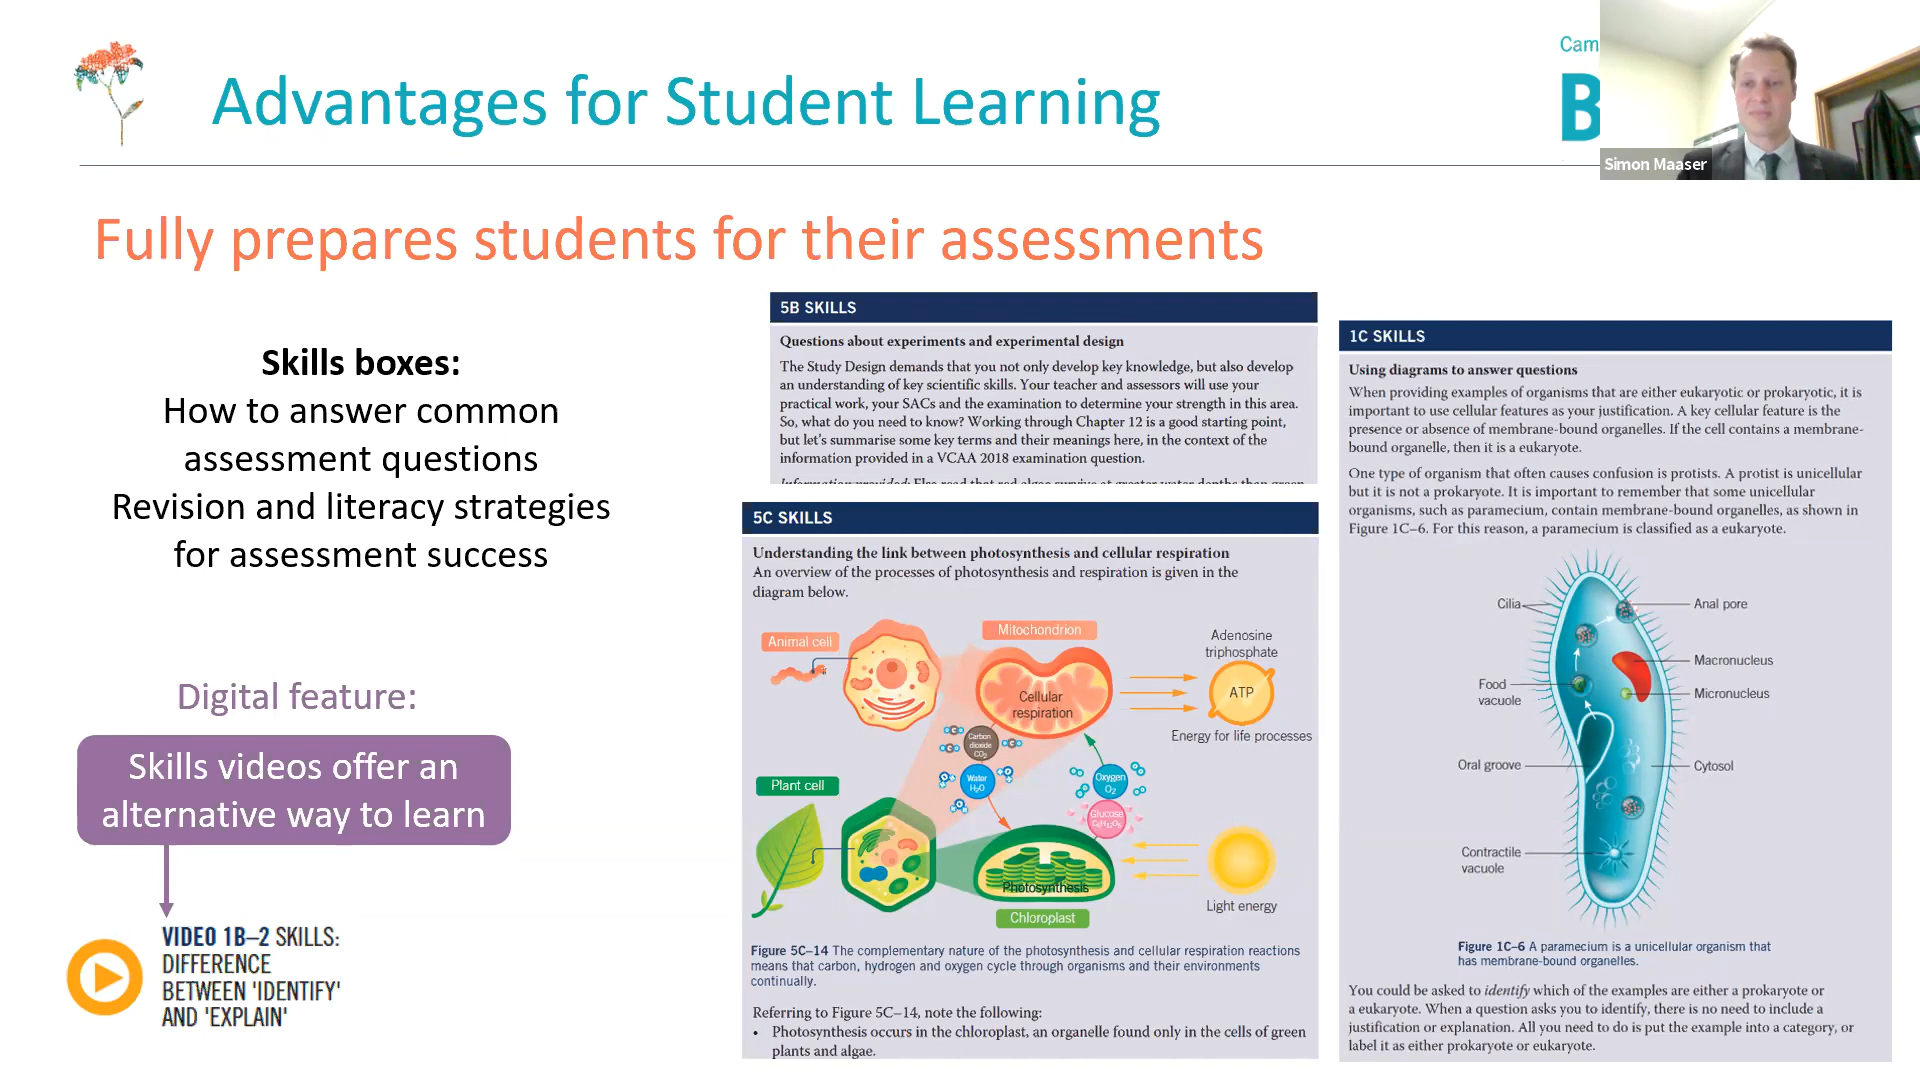 Advantages for Student Learning
Cam
B
Simon Maaser
Fully prepares students for their assessments
Skills boxes:
How to answer common
assessment questions
Revision and literacy strategies
for assessment success
Digital feature:
Skills videos offer an
alternative way to learn
VIDEO 1B–2 SKILLS:
DIFFERENCE
BETWEEN 'IDENTIFY'
AND 'EXPLAIN'
5B SKILLS
Questions about experiments and experimental design
The Study Design demands that you not only develop key knowledge, but also develop
an understanding of key scientific skills. Your teacher and assessors will use your
practical work, your SACs and the examination to determine your strength in this area.
So, what do you need to know? Working through Chapter 12 is a good starting point,
but let's summarise some key terms and their meanings here, in the context of the
information provided in a VCAA 2018 examination question.
Information provided: Else read that red algae survive at greater water depths than green
5C SKILLS
Understanding the link between photosynthesis and cellular respiration
An overview of the processes of photosynthesis and respiration is given in the
diagram below.
Animal cell
Mitochondrion
Adenosine
triphosphate
Cellular
respiration
ATP
Energy for life processes
Carbon
dioxide
CO2
Water
H2O
Oxygen
O2
Glucose
C6H12O6
Plant cell
Photosynthesis
Chloroplast
Light energy
Figure 5C–14 The complementary nature of the photosynthesis and cellular respiration reactions
means that carbon, hydrogen and oxygen cycle through organisms and their environments
continually.
Referring to Figure 5C–14, note the following:
• Photosynthesis occurs in the chloroplast, an organelle found only in the cells of green
plants and algae.
1C SKILLS
Using diagrams to answer questions
When providing examples of organisms that are either eukaryotic or prokaryotic, it is
important to use cellular features as your justification. A key cellular feature is the
presence or absence of membrane-bound organelles. If the cell contains a membrane-
bound organelle, then it is a eukaryote.
One type of organism that often causes confusion is protists. A protist is unicellular
but it is not a prokaryote. It is important to remember that some unicellular
organisms, such as paramecium, contain membrane-bound organelles, as shown in
Figure 1C–6. For this reason, a paramecium is classified as a eukaryote.
Cilia
Anal pore
Macronucleus
Food
vacuole
Micronucleus
Oral groove
Cytosol
Contractile
vacuole
Figure 1C–6 A paramecium is a unicellular organism that
has membrane-bound organelles.
You could be asked to identify which of the examples are either a prokaryote or
a eukaryote. When a question asks you to identify, there is no need to include a
justification or explanation. All you need to do is put the example into a category, or
label it as either prokaryote or eukaryote.